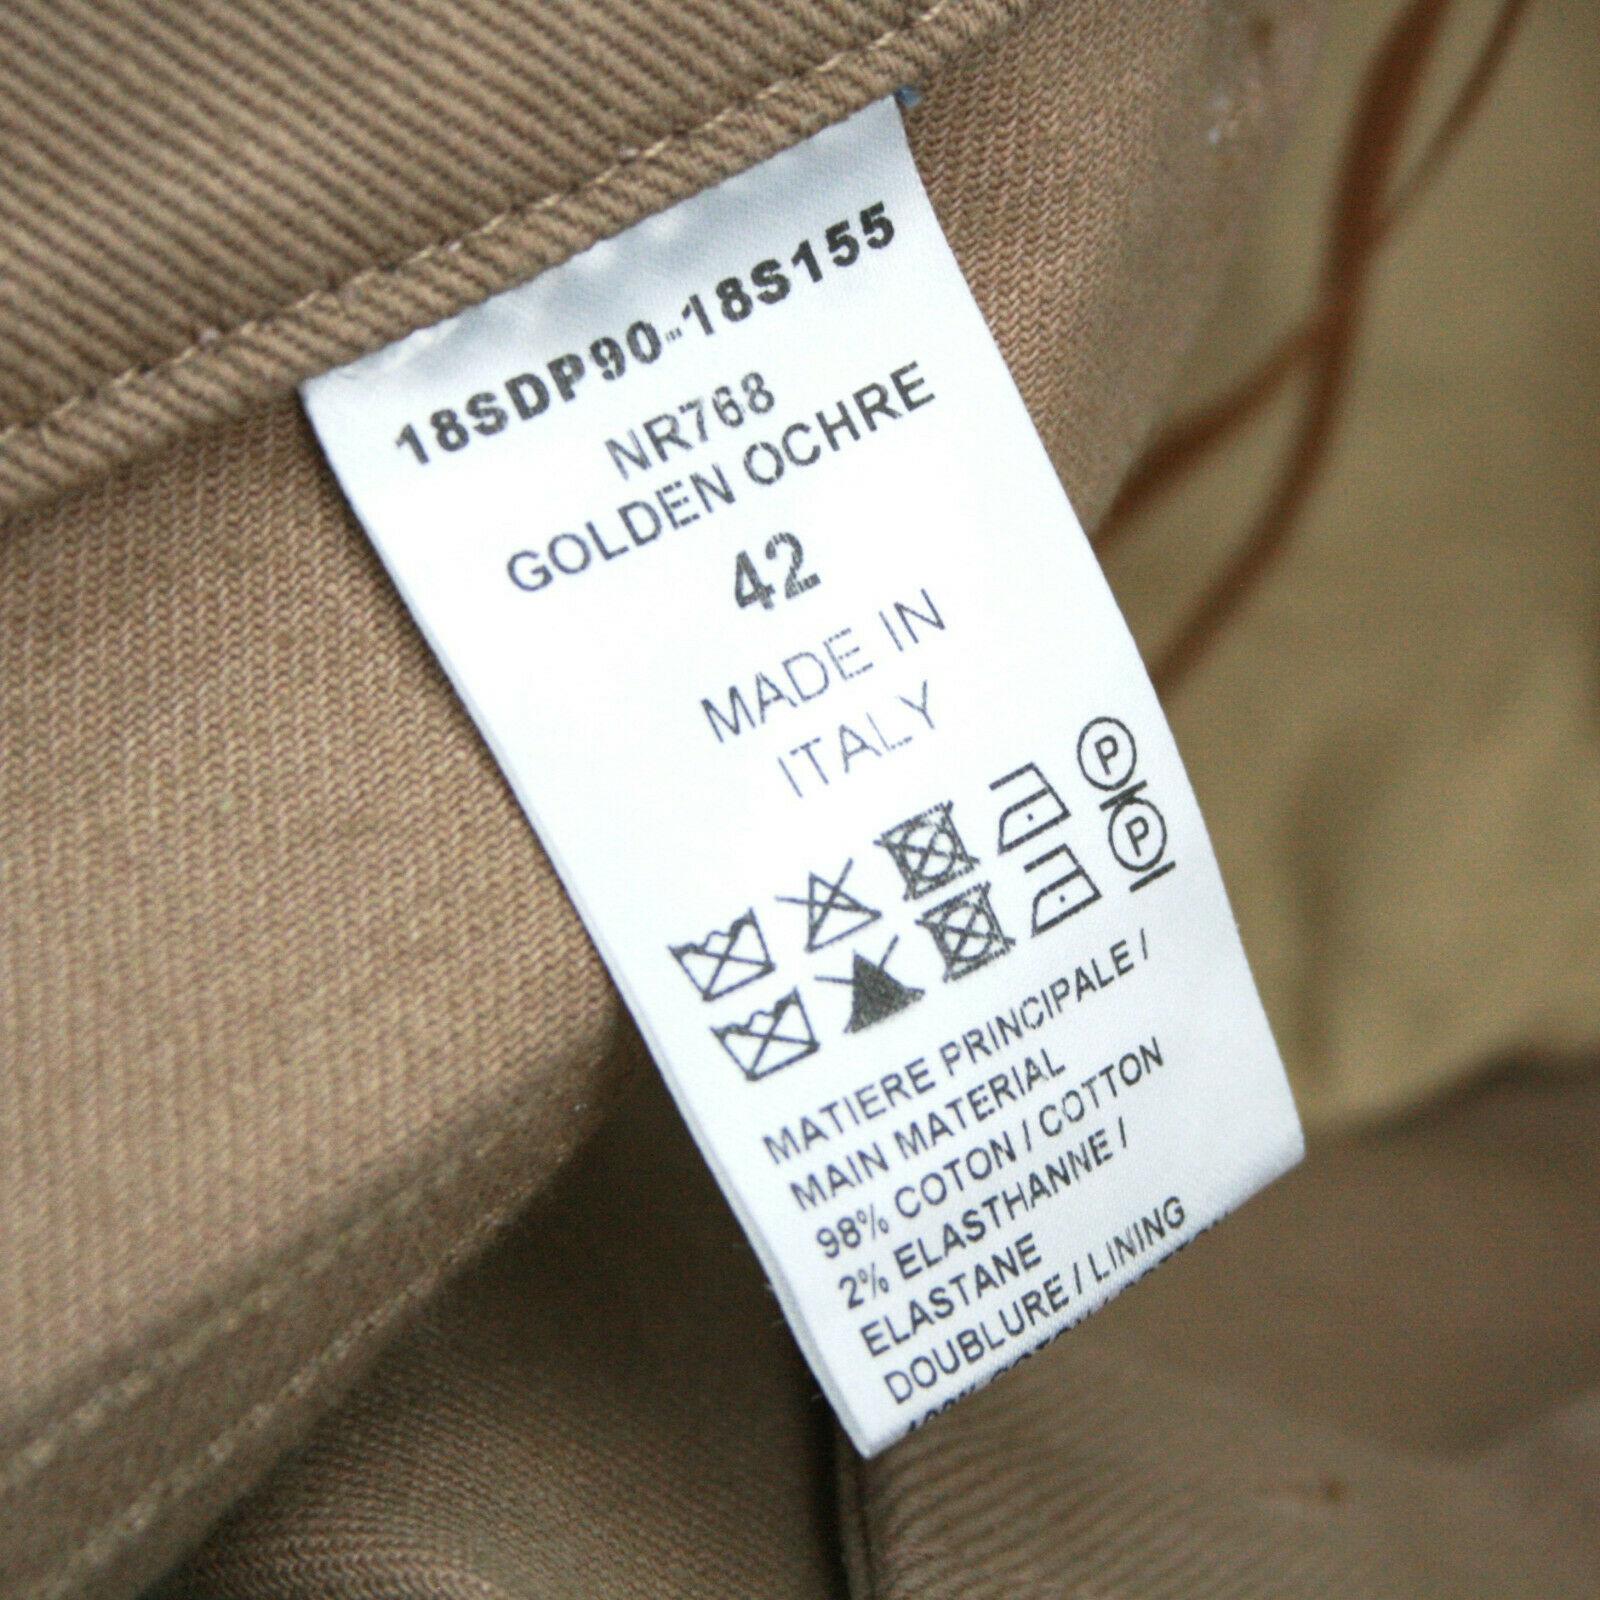 18SDP90-18S155
NR768
GOLDEN OCHRE
42
MADE IN
ITALY
P
P
MATIERE PRINCIPALE /
MAIN MATERIAL
98% COTON / COTTON
2% ELASTHANNE /
ELASTANE
DOUBLURE / LINING